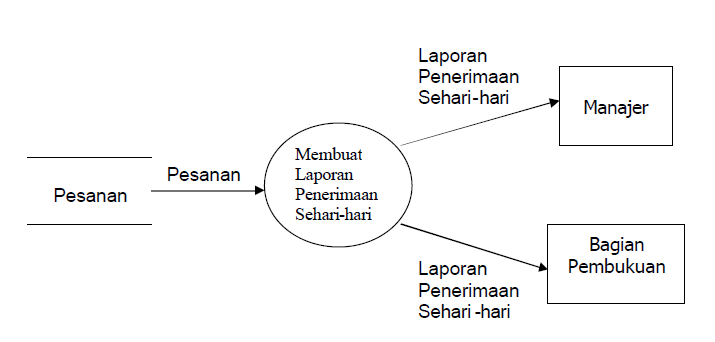 Pesanan
Pesanan
Membuat
Laporan
Penerimaan
Sehari-hari
Laporan
Penerimaan
Sehari-hari
Manajer
Laporan
Penerimaan
Sehari-hari
Bagian
Pembukuan